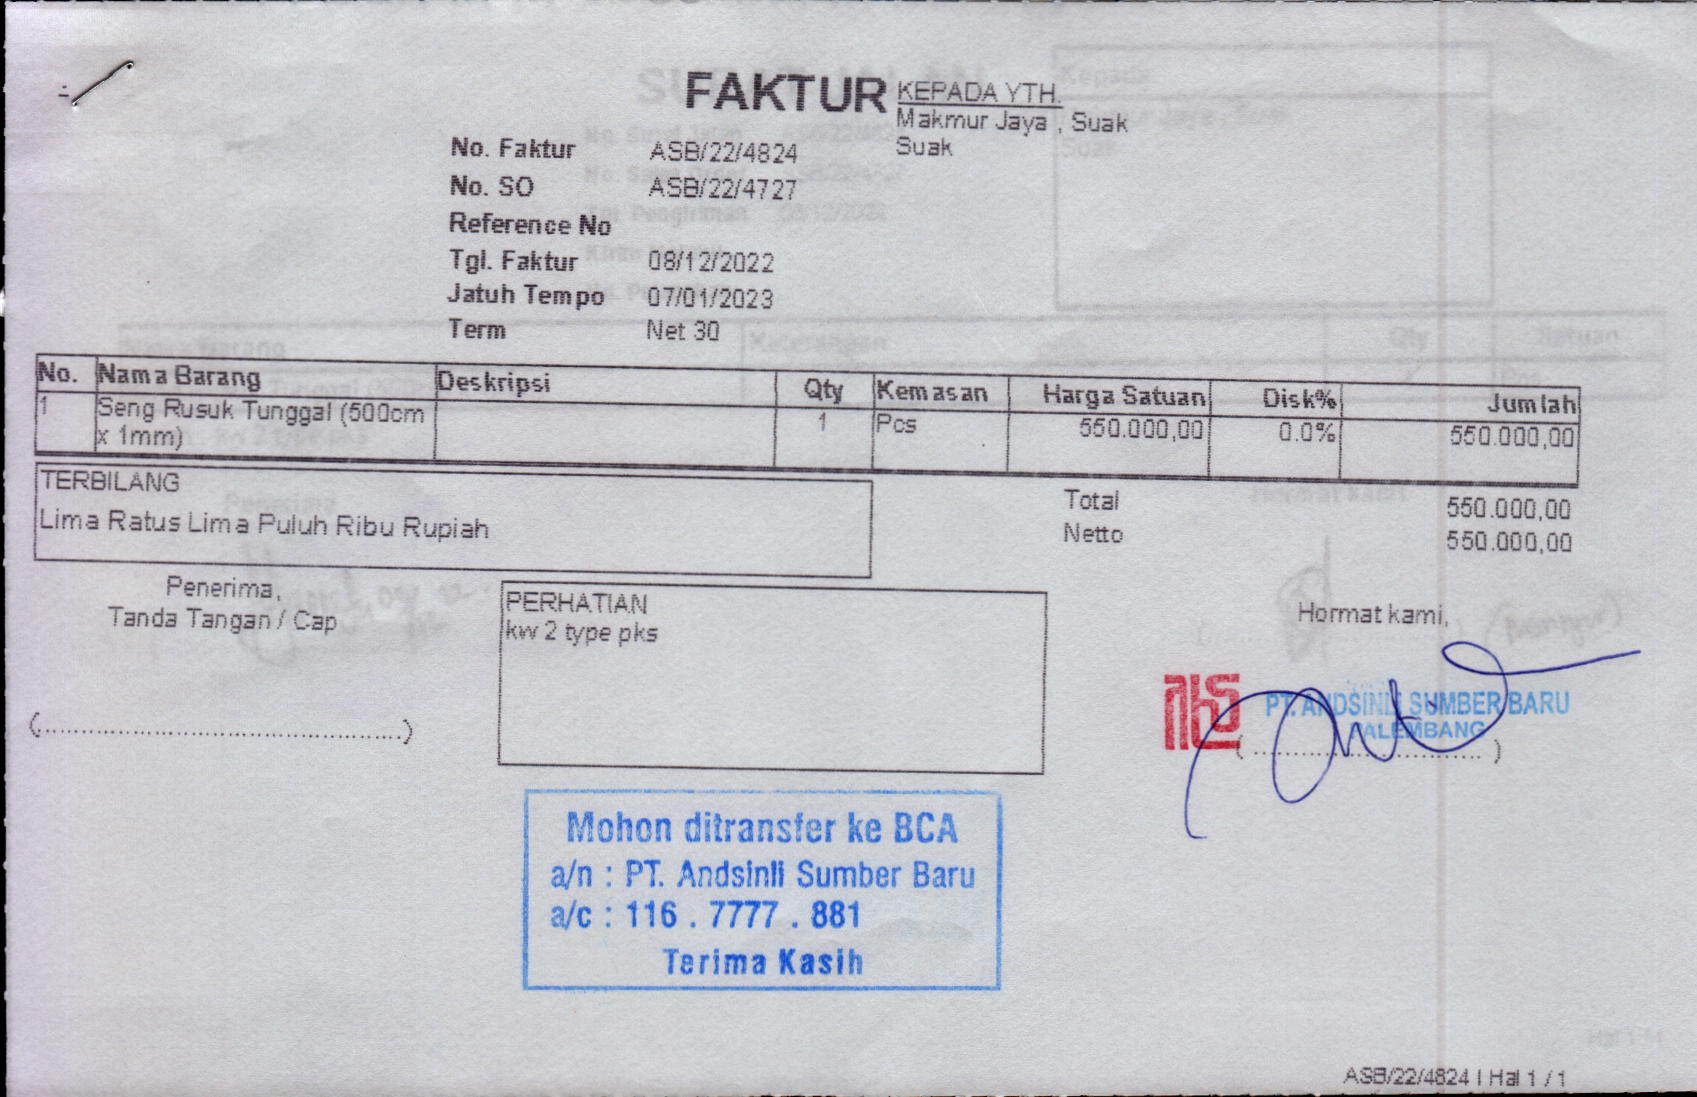 FAKTUR
KEPADA YTH.
Makmur Jaya , Suak
Suak
No. Faktur ASB/22/4824
No. SO ASB/22/4727
Reference No
Tgl. Faktur 08/12/2022
Jatuh Tempo 07/01/2023
Term Net 30
No. Nama Barang Deskripsi Qty Kemasan Harga Satuan Disk% Jumlah
1 Seng Rusuk Tunggal (500cm 1 Pcs 550.000,00 0.0% 550.000,00
x 1mm)
TERBILANG
Lima Ratus Lima Puluh Ribu Rupiah
Total 550.000,00
Netto 550.000,00
Penerima,
Tanda Tangan / Cap
(..............................................)
PERHATIAN
kw 2 type pks
Hormat kami,
PT. ANDSINLI SUMBER BARU
PALEMBANG
(..............................)
Mohon ditransfer ke BCA
a/n : PT. Andsinli Sumber Baru
a/c : 116 . 7777 . 881
Terima Kasih
ASB/22/4824 | Hal 1 / 1